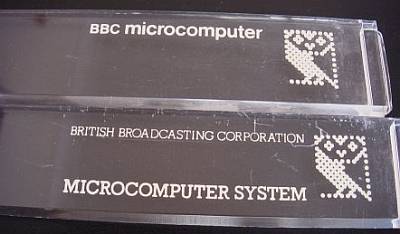 BBC microcomputer
BRITISH BROADCASTING CORPORATION
MICROCOMPUTER SYSTEM